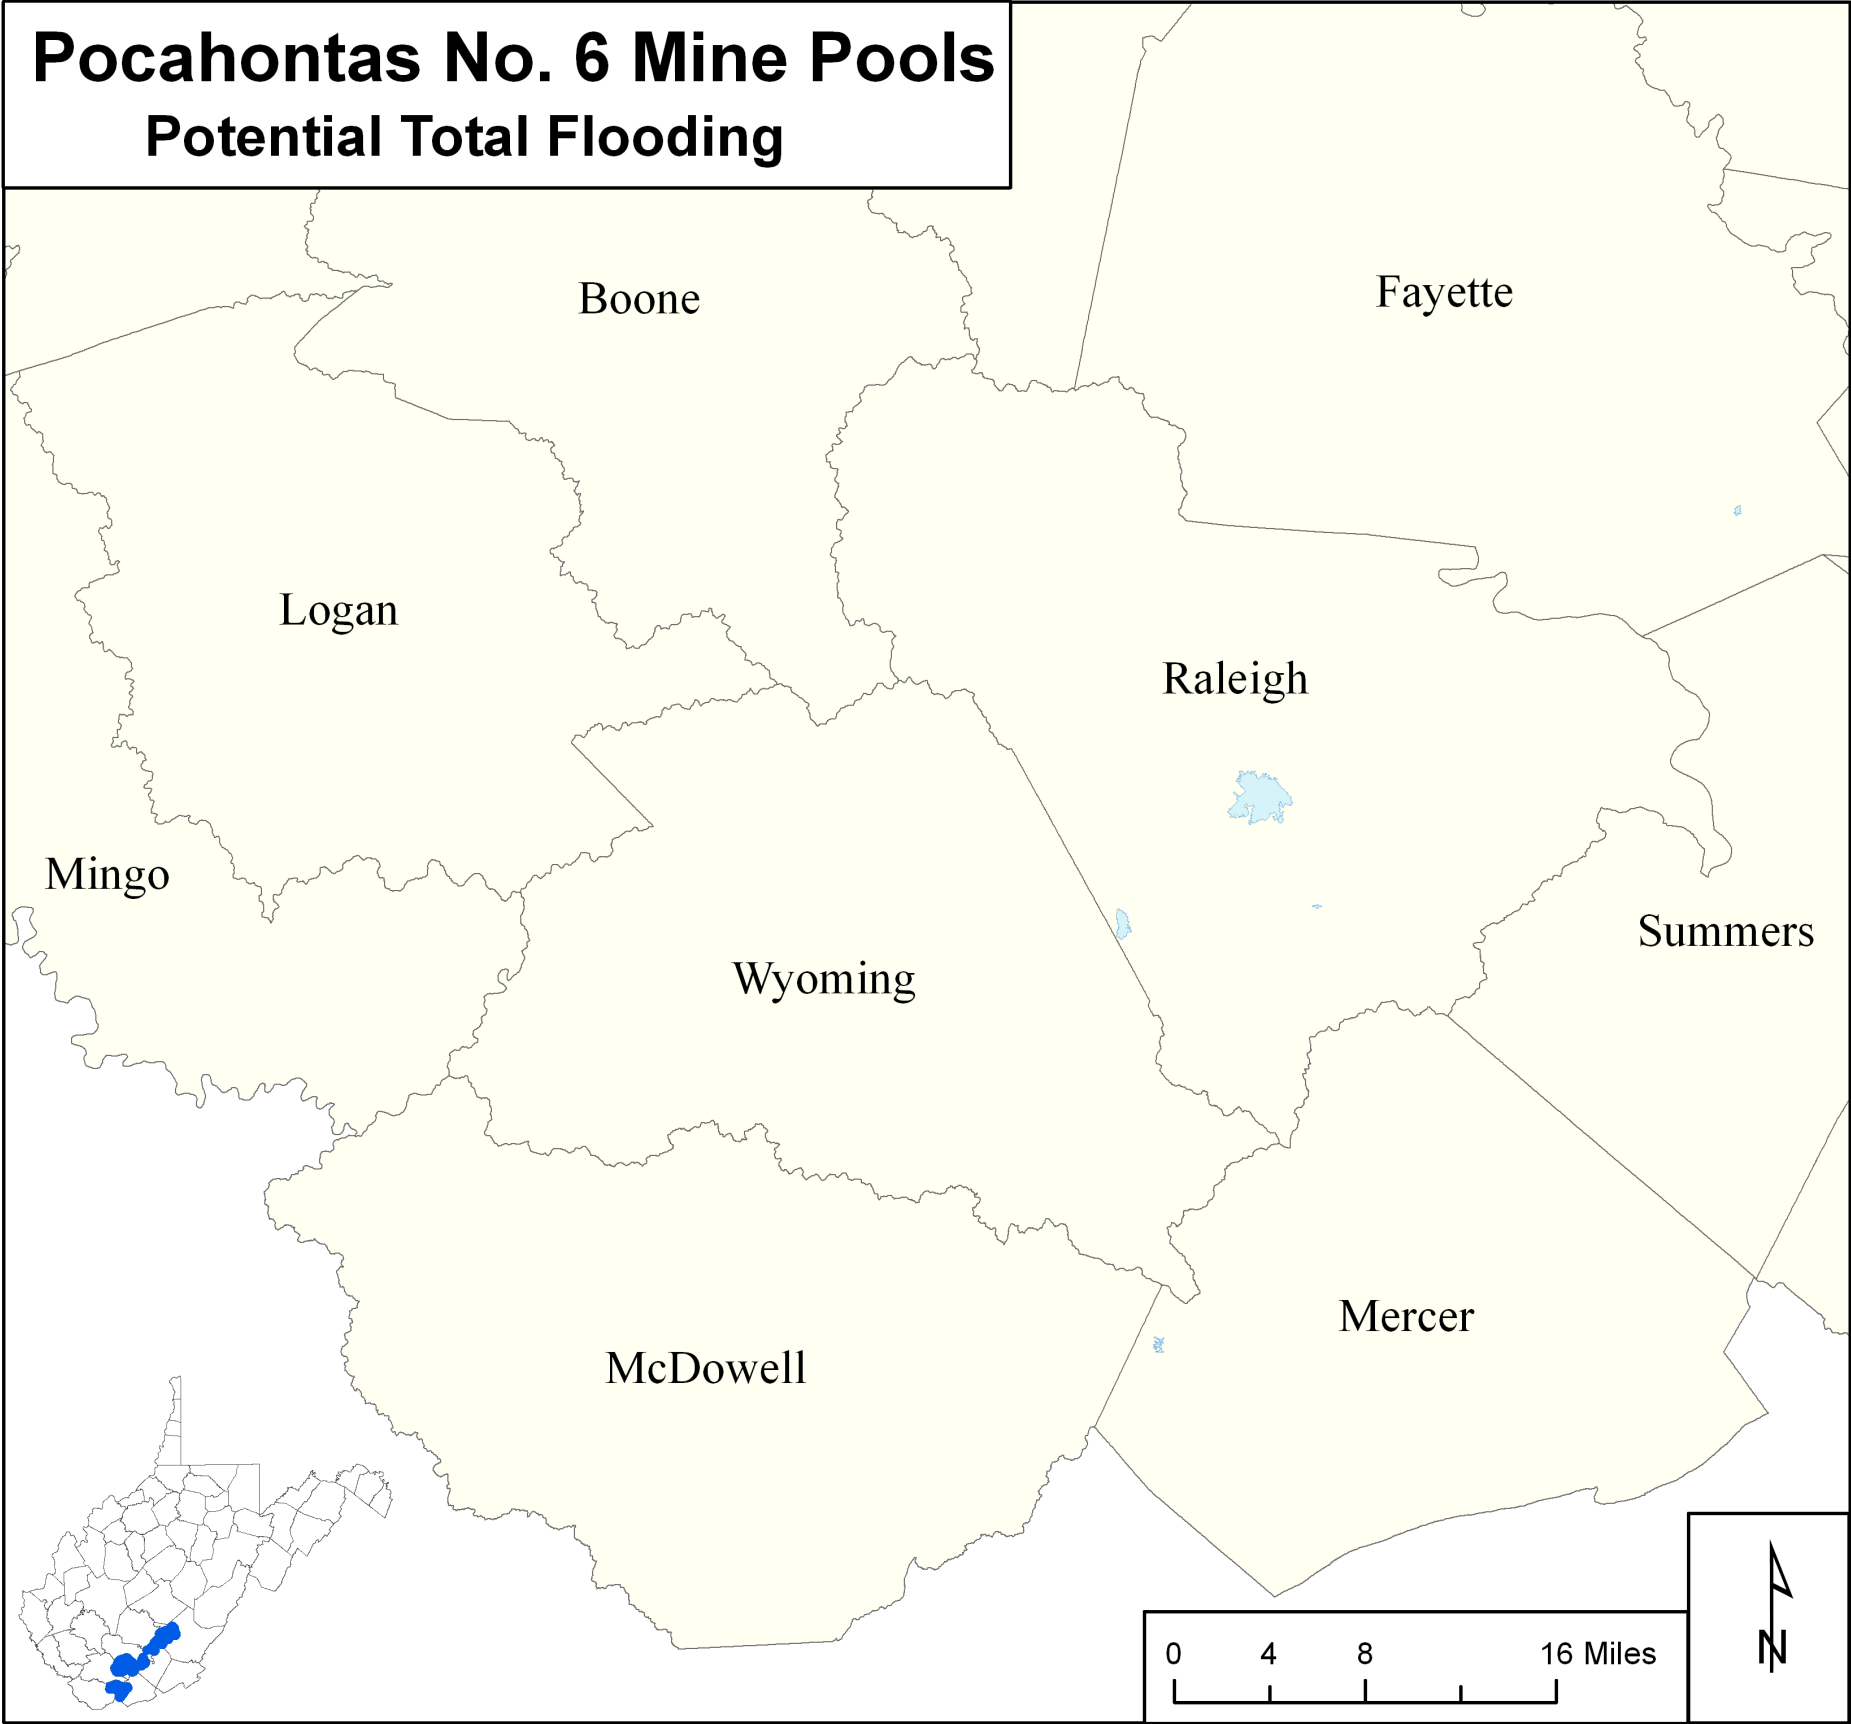 Pocahontas No. 6 Mine Pools
Potential Total Flooding
Boone
Fayette
Logan
Raleigh
Mingo
Summers
Wyoming
Mercer
McDowell
0 4 8 16 Miles
N